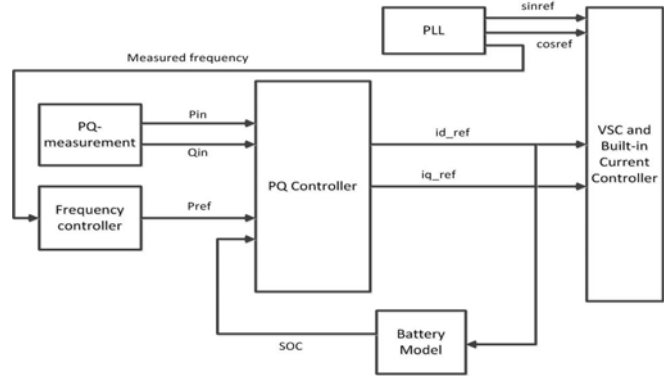 sinref
PLL
cosref
Measured frequency
Pin
PQ-
measurement
Qin
id_ref
VSC and
Built-in
Current
Controller
PQ Controller
iq_ref
Frequency
controller
Pref
SOC
Battery
Model